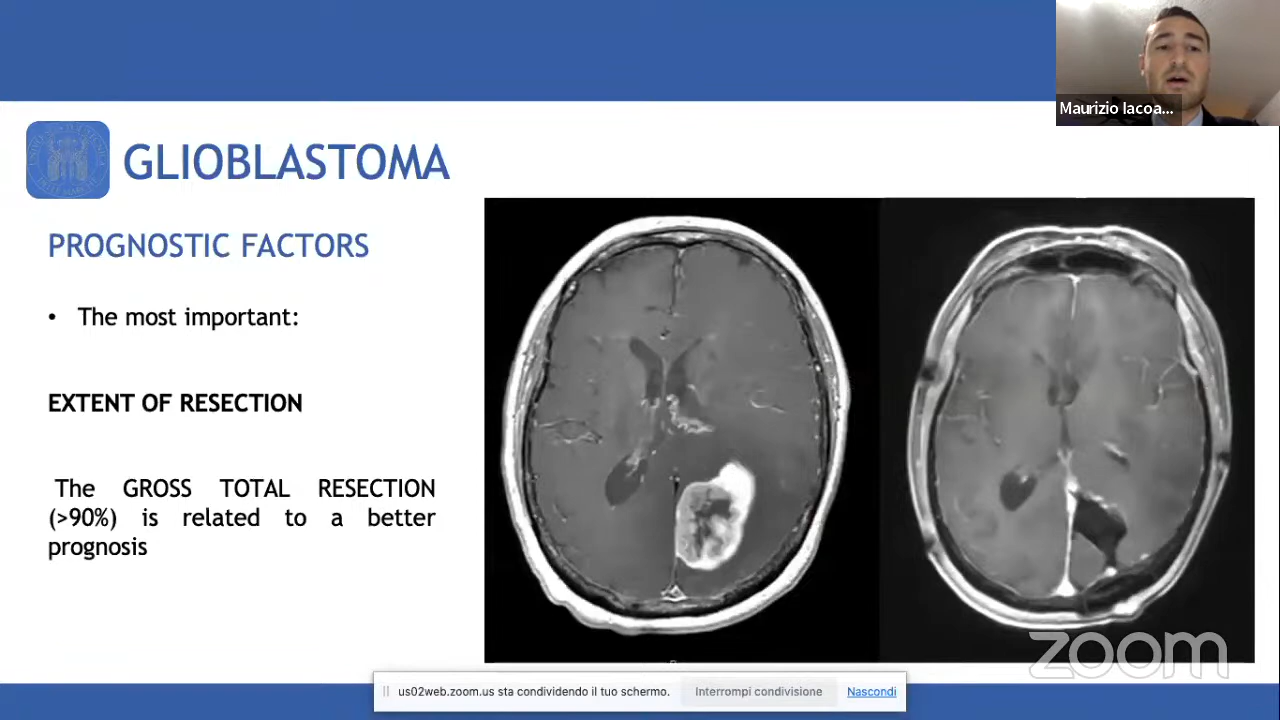 Maurizio Iacoa...
GLIOBLASTOMA
PROGNOSTIC FACTORS
• The most important:
EXTENT OF RESECTION
The GROSS TOTAL RESECTION
(>90%) is related to a better
prognosis
zoom
us02web.zoom.us sta condividendo il tuo schermo.
Interrompi condivisione
Nascondi